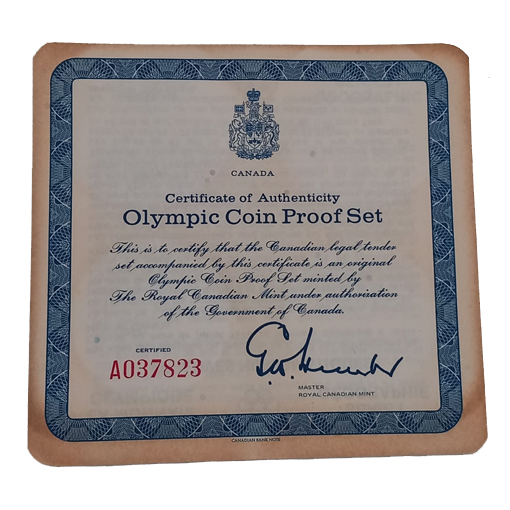 CANADA
Certificate of Authenticity
Olympic Coin Proof Set
This is to certify that the Canadian legal tender
set accompanied by this certificate is an original
Olympic Coin Proof Set minted by
The Royal Canadian Mint under authorization
of the Government of Canada.
CERTIFIED
A037823
MASTER
ROYAL CANADIAN MINT
CANADIAN BANK NOTE